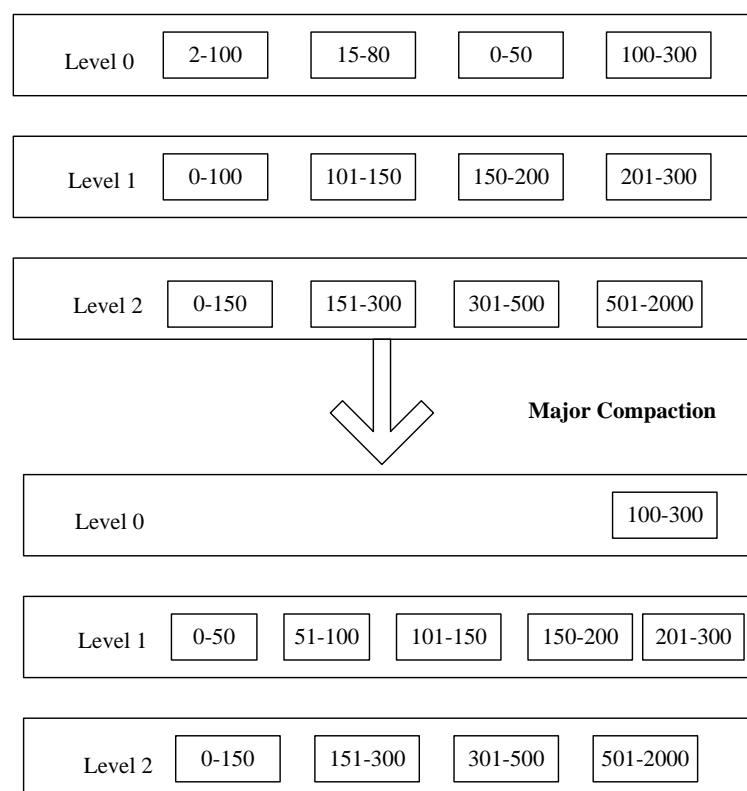 Level 0 2-100 15-80 0-50 100-300
Level 1 0-100 101-150 150-200 201-300
Level 2 0-150 151-300 301-500 501-2000
Major Compaction
Level 0 100-300
Level 1 0-50 51-100 101-150 150-200 201-300
Level 2 0-150 151-300 301-500 501-2000